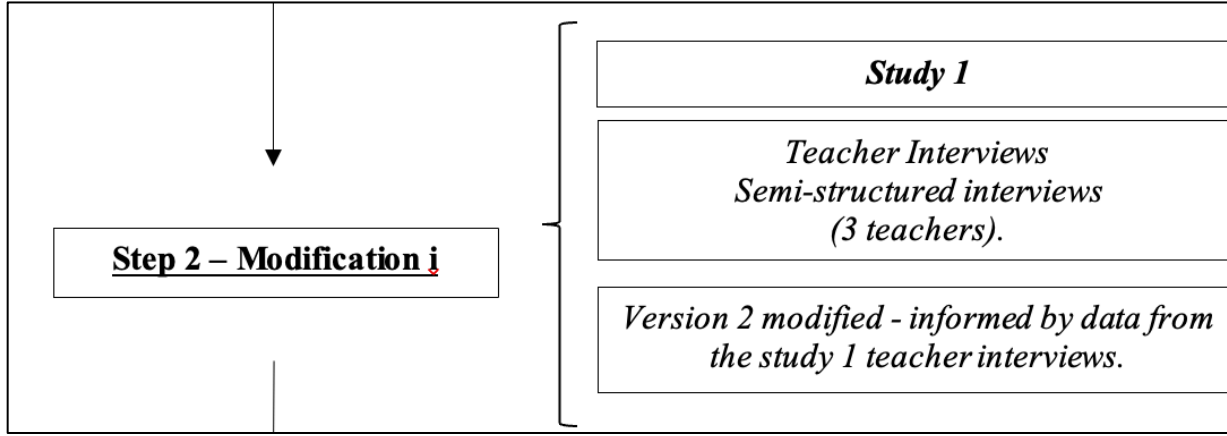 Study 1
Teacher Interviews
Semi-structured interviews
(3 teachers).
Step 2 – Modification i
Version 2 modified - informed by data from
the study 1 teacher interviews.